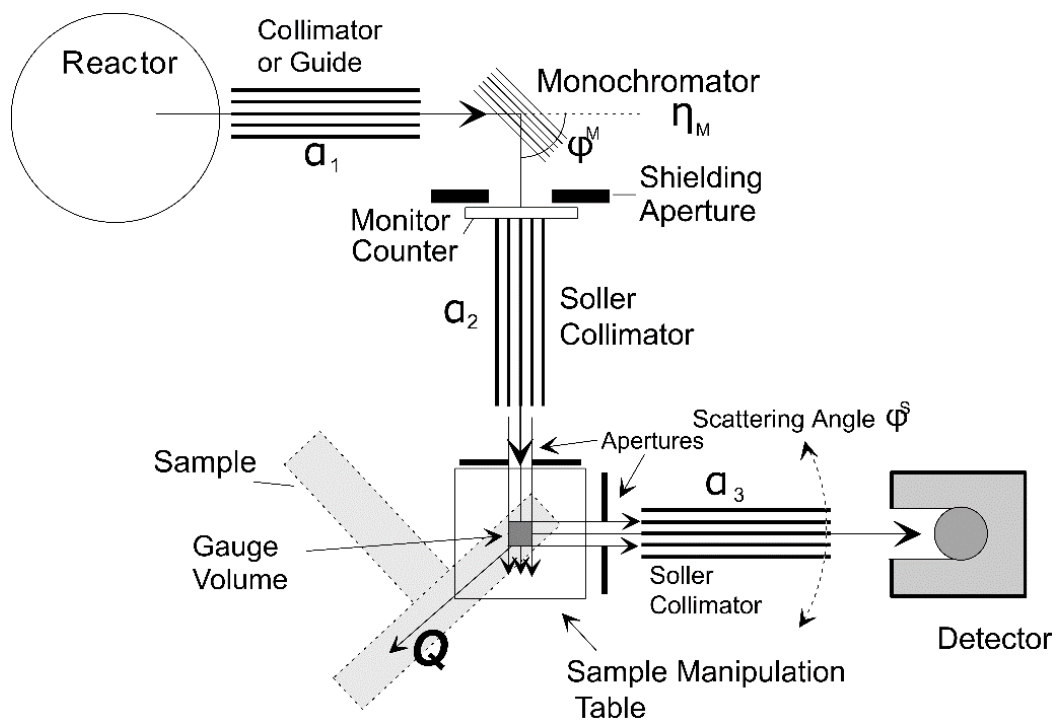 Reactor
Collimator
or Guide
α₁
Monochromator
ηM
φM
Shielding
Aperture
Monitor
Counter
α₂
Soller
Collimator
Scattering Angle φS
Apertures
Sample
α₃
Gauge
Volume
Soller
Collimator
Q
Detector
Sample Manipulation
Table